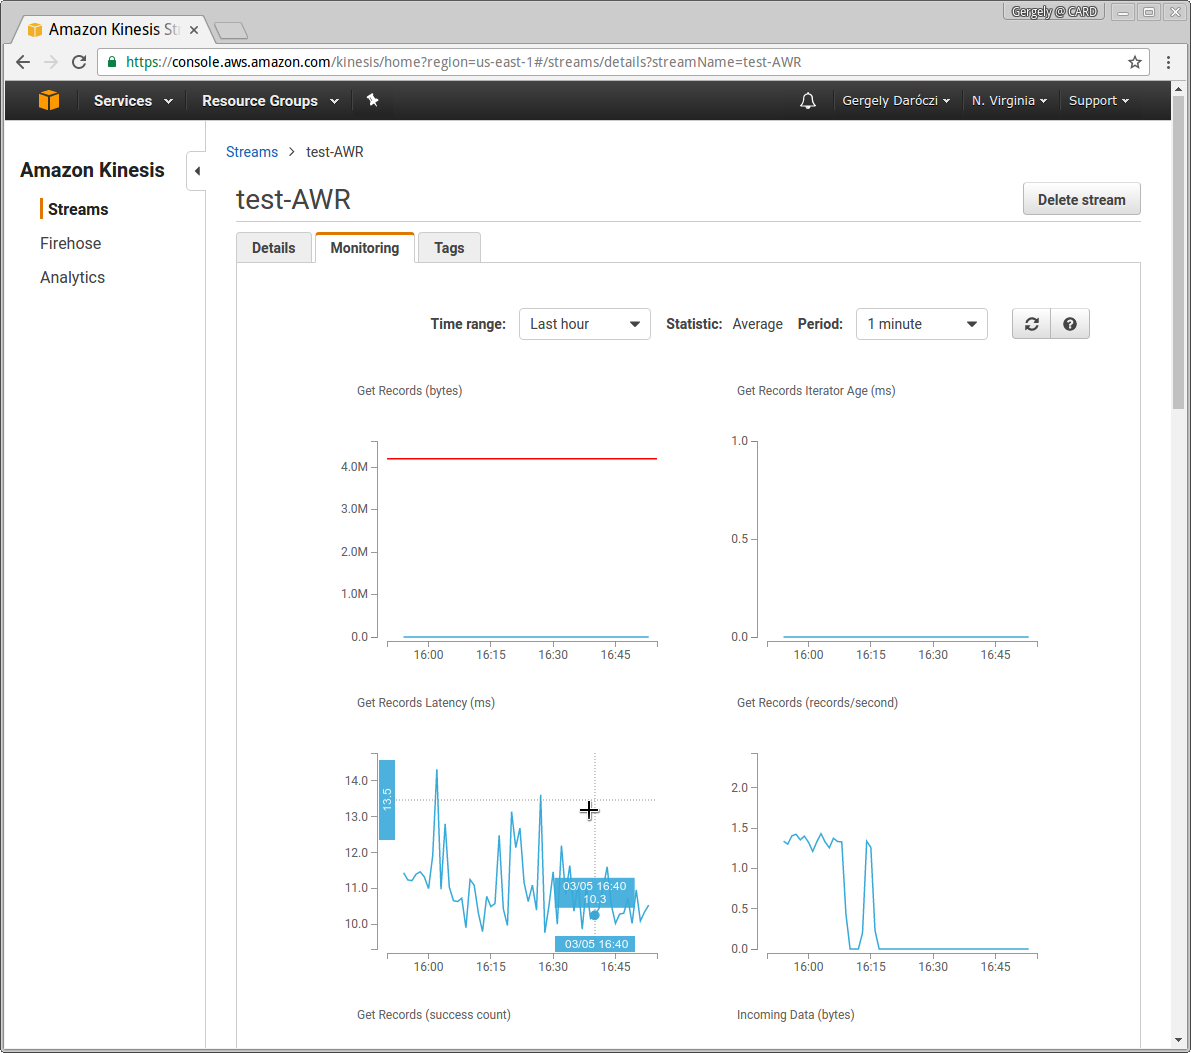 Gergely @ CARD
Amazon Kinesis Str
https://console.aws.amazon.com/kinesis/home?region=us-east-1#/streams/details?streamName=test-AWR
Services Resource Groups Gergely Daróczi N. Virginia Support
Amazon Kinesis
Streams
Firehose
Analytics
Streams > test-AWR
test-AWR
Delete stream
Details Monitoring Tags
Time range: Last hour Statistic: Average Period: 1 minute
Get Records (bytes)
4.0M
3.0M
2.0M
1.0M
0.0
16:00 16:15 16:30 16:45
Get Records Iterator Age (ms)
1.0
0.5
0.0
16:00 16:15 16:30 16:45
Get Records Latency (ms)
14.0
13.5
13.0
12.0
11.0
10.0
03/05 16:40
10.3
03/05 16:40
16:00 16:15 16:30 16:45
Get Records (records/second)
2.0
1.5
1.0
0.5
0.0
16:00 16:15 16:30 16:45
Get Records (success count)
Incoming Data (bytes)